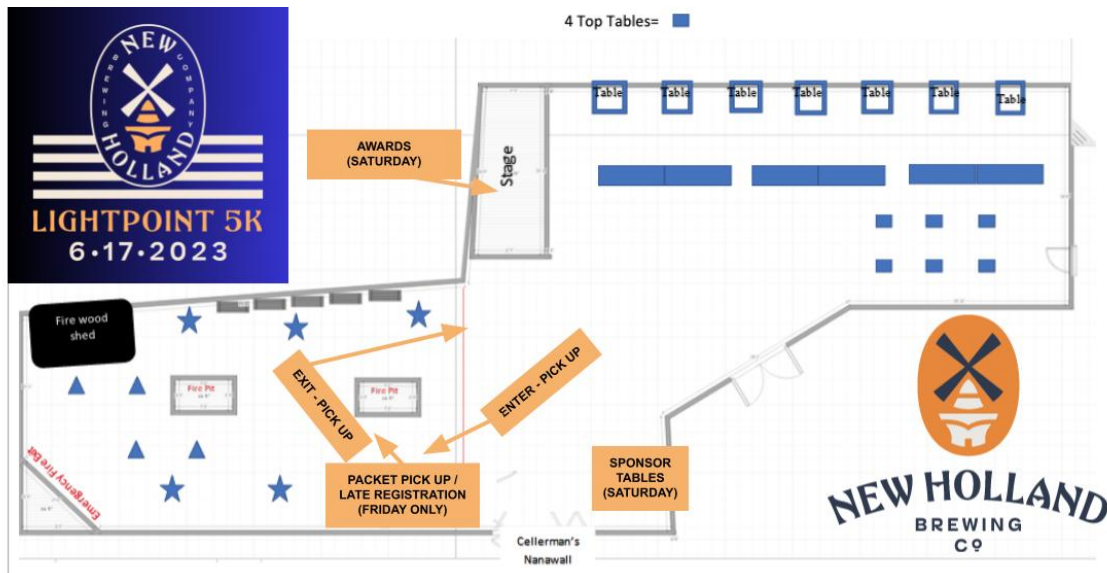 4 Top Tables=
NEW
BREWING
COMPANY
HOLLAND
LIGHTPOINT 5K
6•17•2023
Table
Table
Table
Table
Table
Table
Table
AWARDS
(SATURDAY)
Stage
Fire wood
shed
Fire Pit
Fire Pit
EXIT - PICK UP
ENTER - PICK UP
Emergency Fire Exit
PACKET PICK UP /
LATE REGISTRATION
(FRIDAY ONLY)
SPONSOR
TABLES
(SATURDAY)
Cellerman's
Nanawall
NEW HOLLAND
BREWING
CO